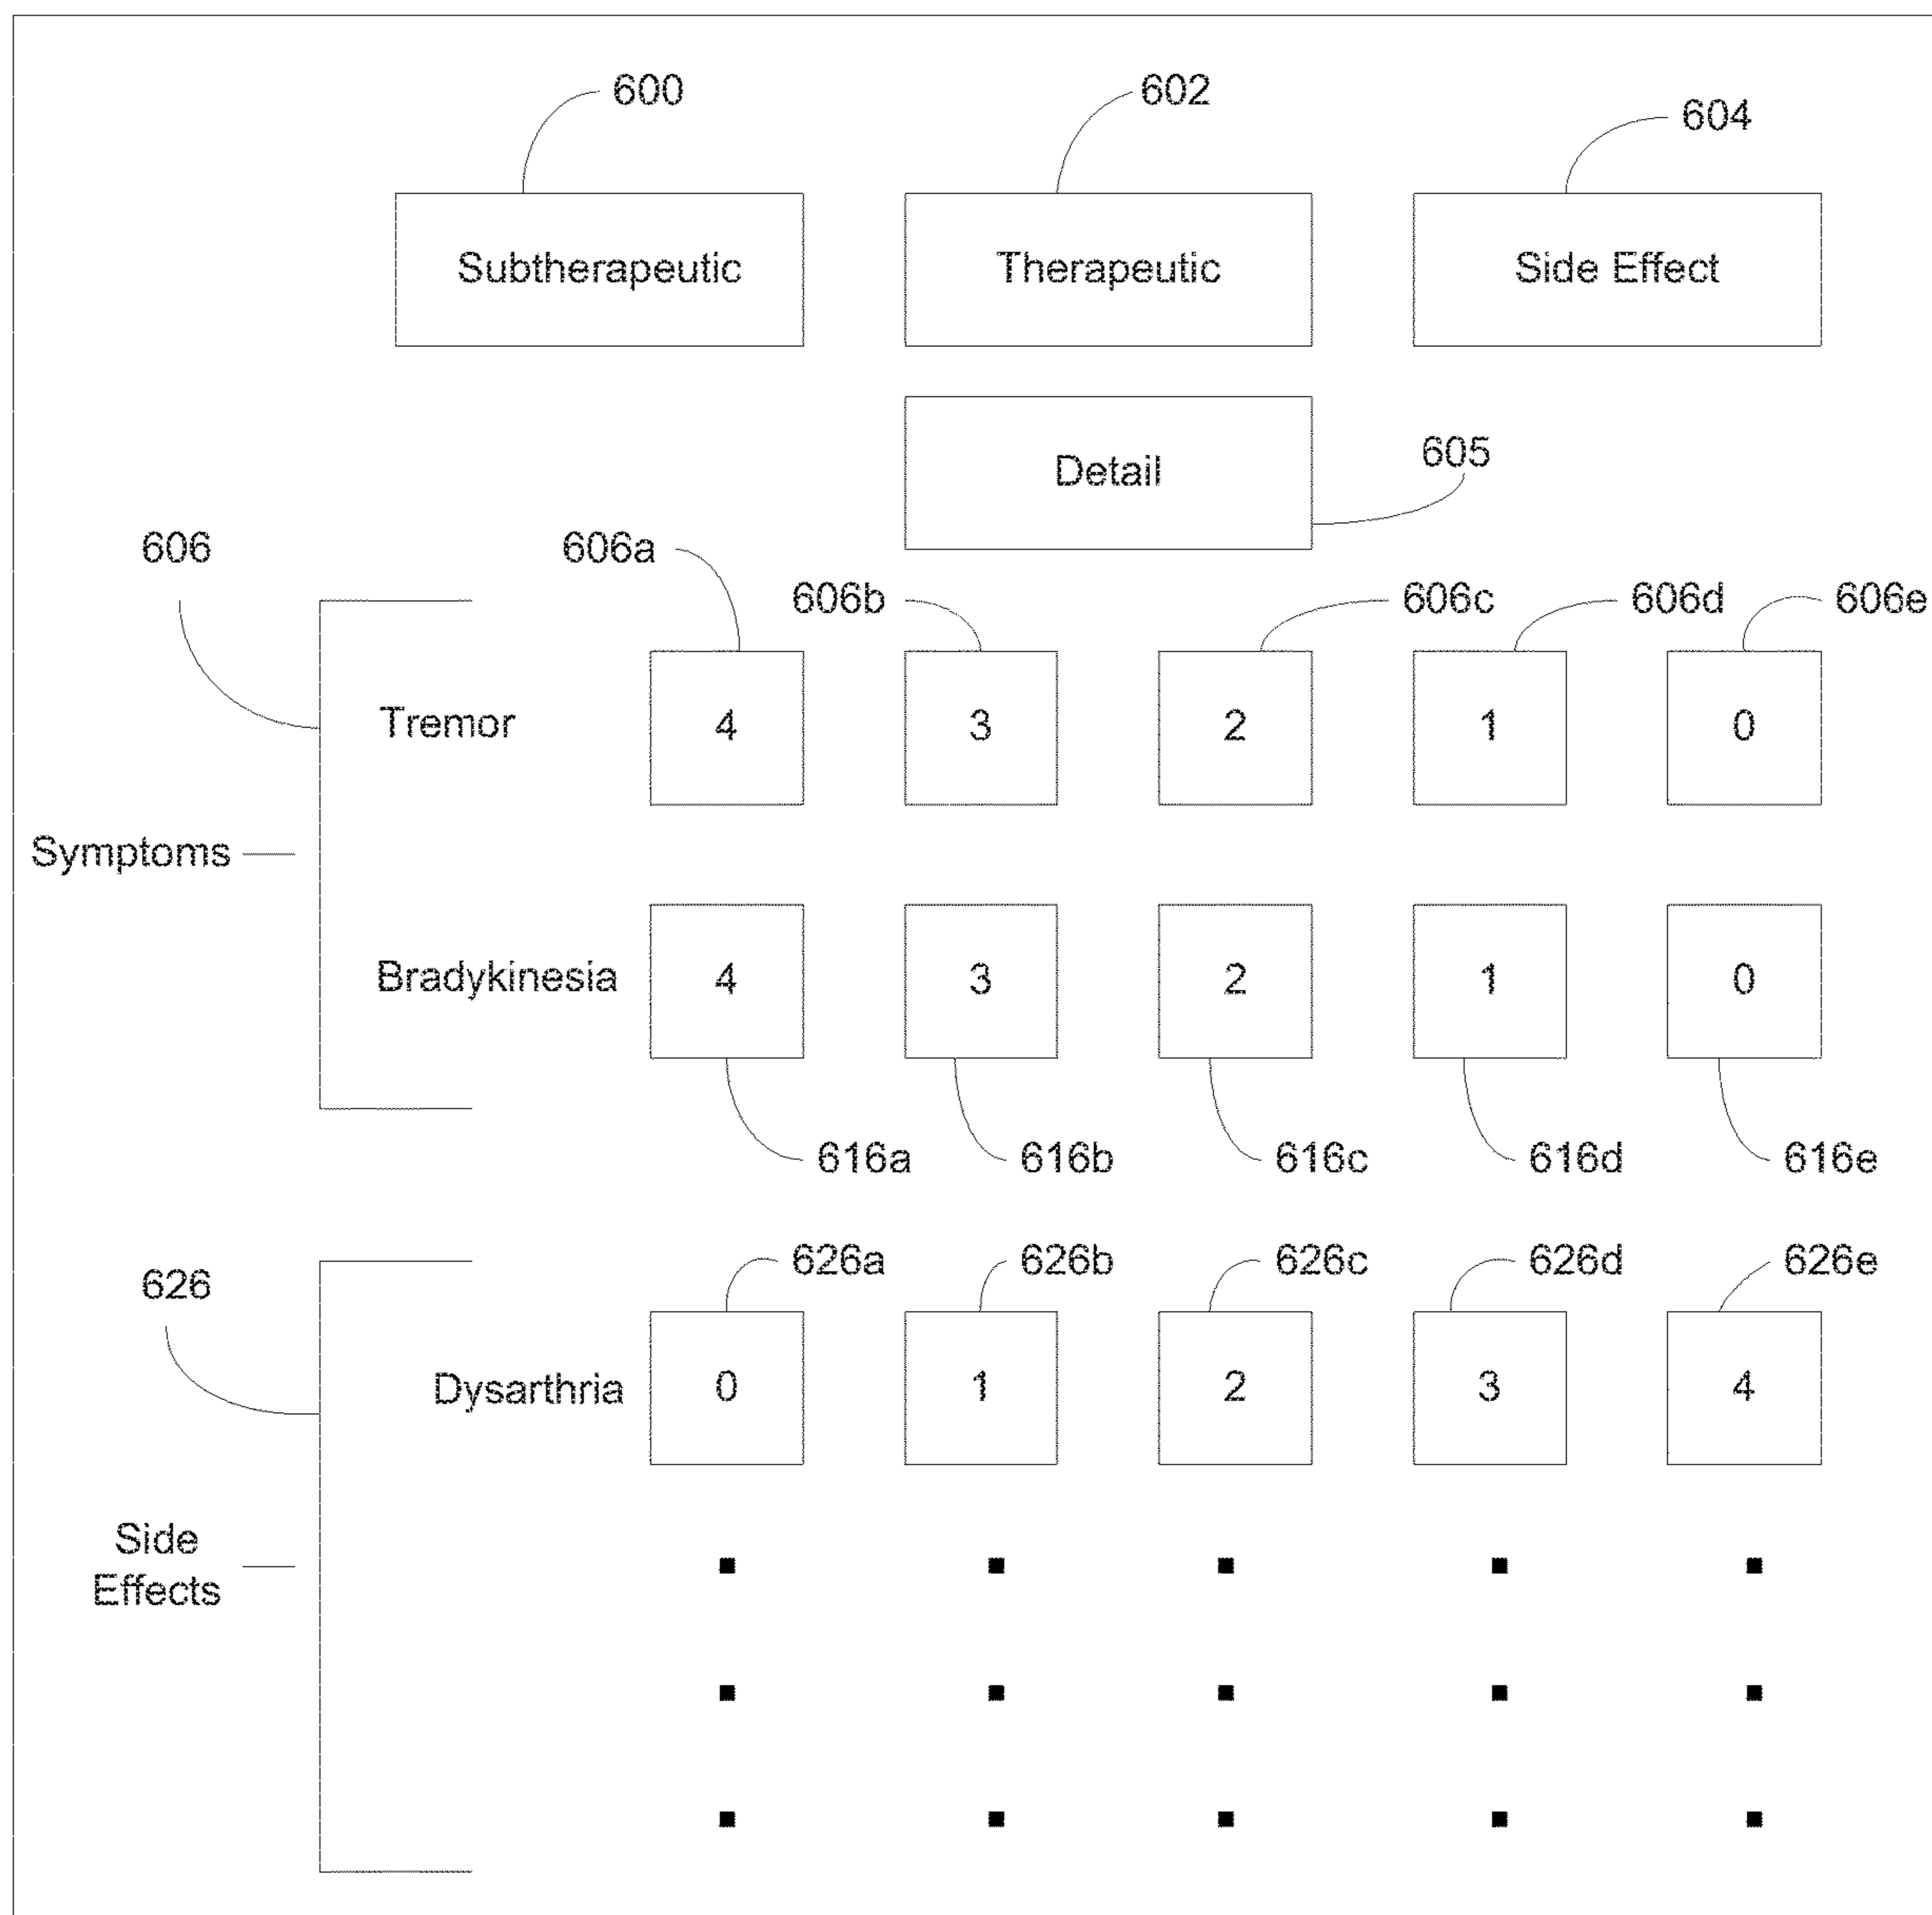 600 602 604
Subtherapeutic Therapeutic Side Effect
Detail 605
606 606a 606b 606c 606d 606e
Tremor 4 3 2 1 0
Symptoms
Bradykinesia 4 3 2 1 0
616a 616b 616c 616d 616e
626 626a 626b 626c 626d 626e
Dysarthria 0 1 2 3 4
Side
Effects